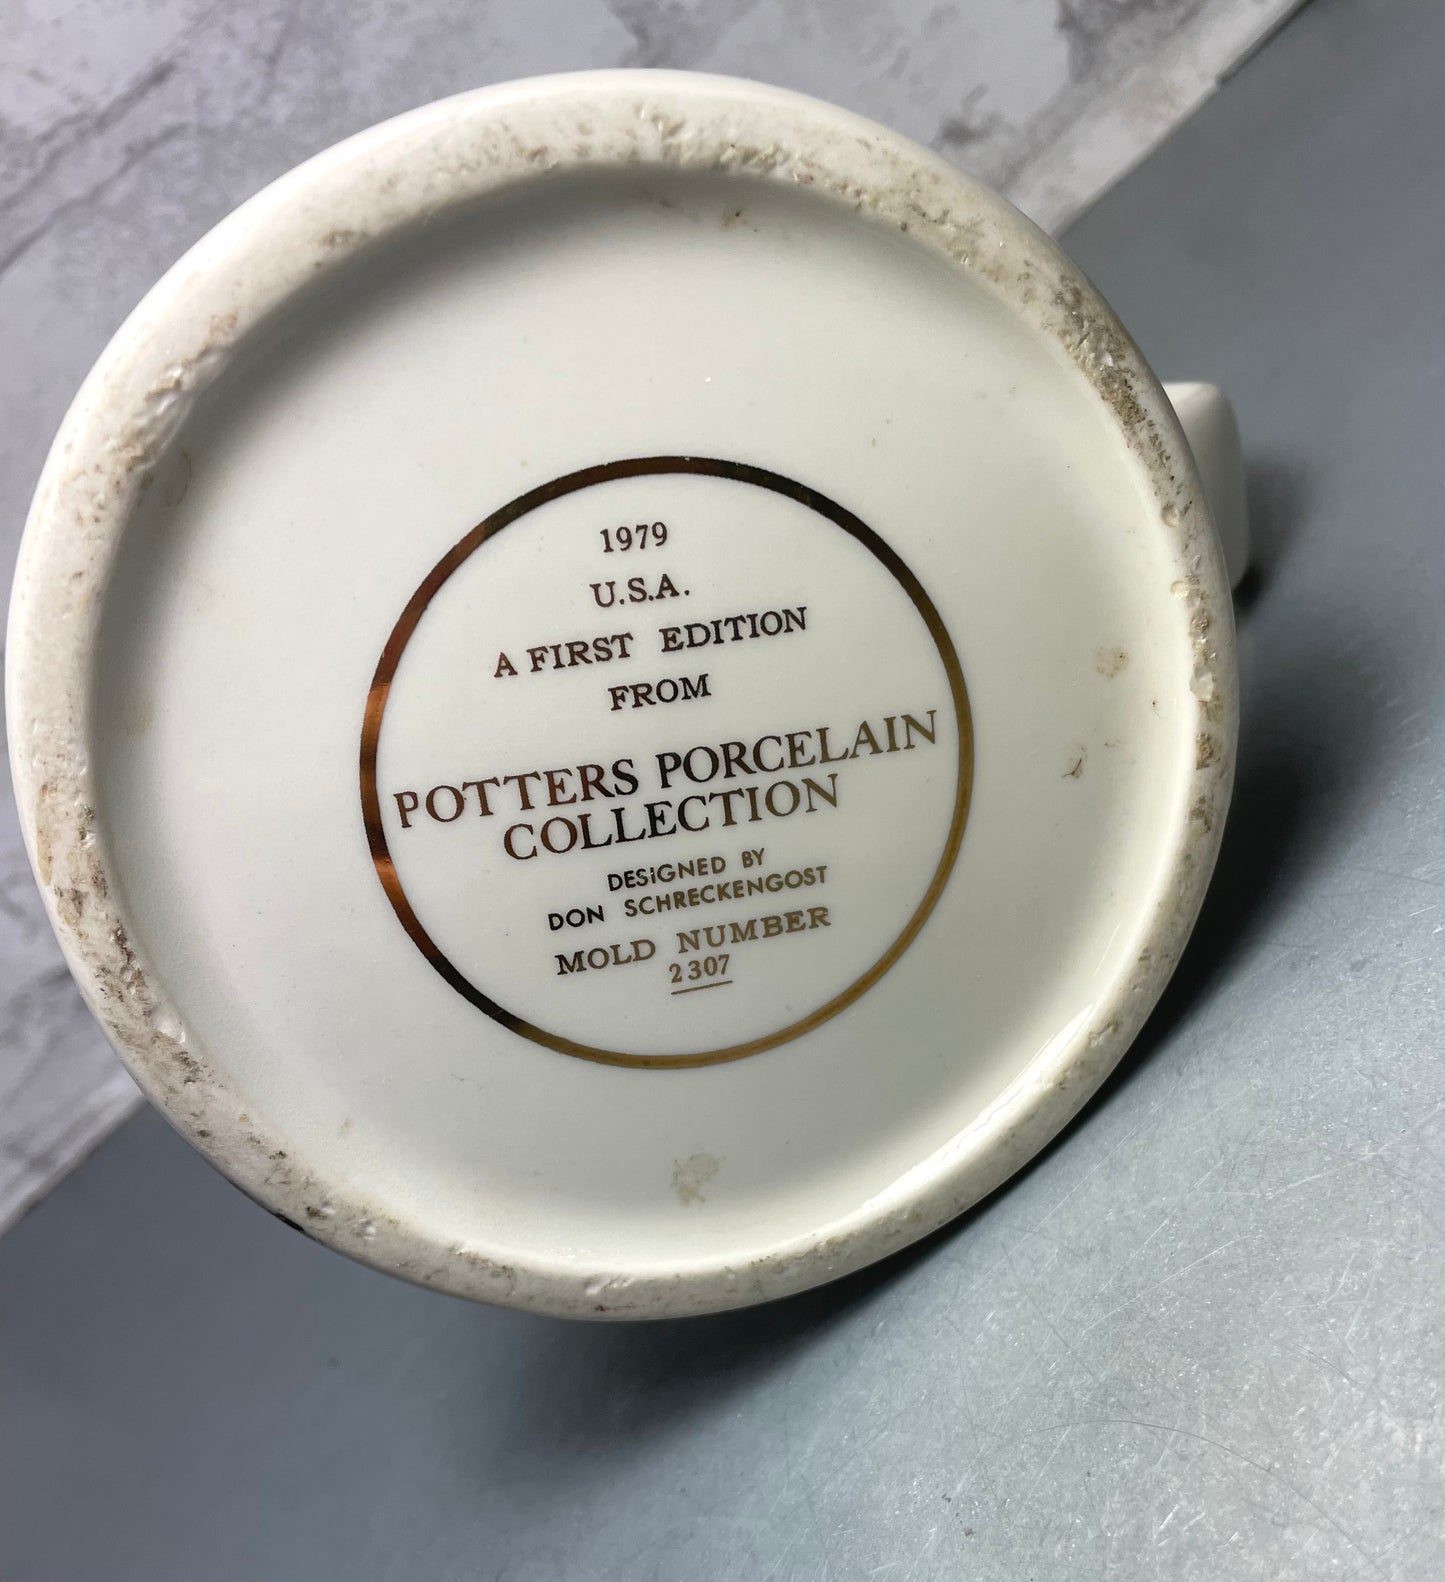 1979
U.S.A.
A FIRST EDITION
FROM
POTTERS PORCELAIN
COLLECTION
DESIGNED BY
DON SCHRECKENGOST
MOLD NUMBER
2307